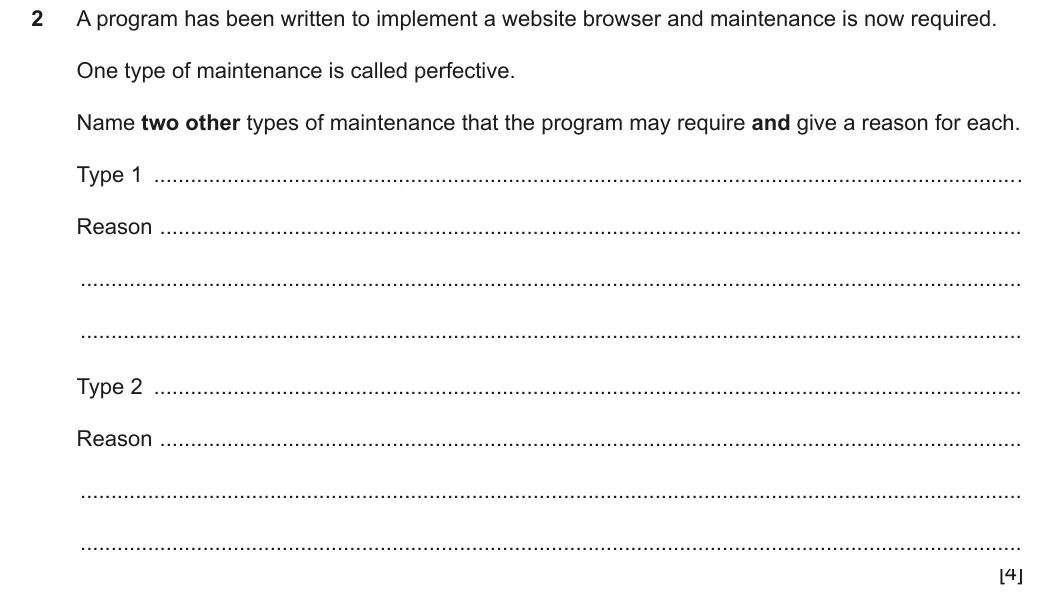 2 A program has been written to implement a website browser and maintenance is now required.
One type of maintenance is called perfective.
Name two other types of maintenance that the program may require and give a reason for each.
Type 1 ................................................................................................................................................
Reason ...............................................................................................................................................
............................................................................................................................................................
............................................................................................................................................................
Type 2 ................................................................................................................................................
Reason ...............................................................................................................................................
............................................................................................................................................................
............................................................................................................................................................
[4]